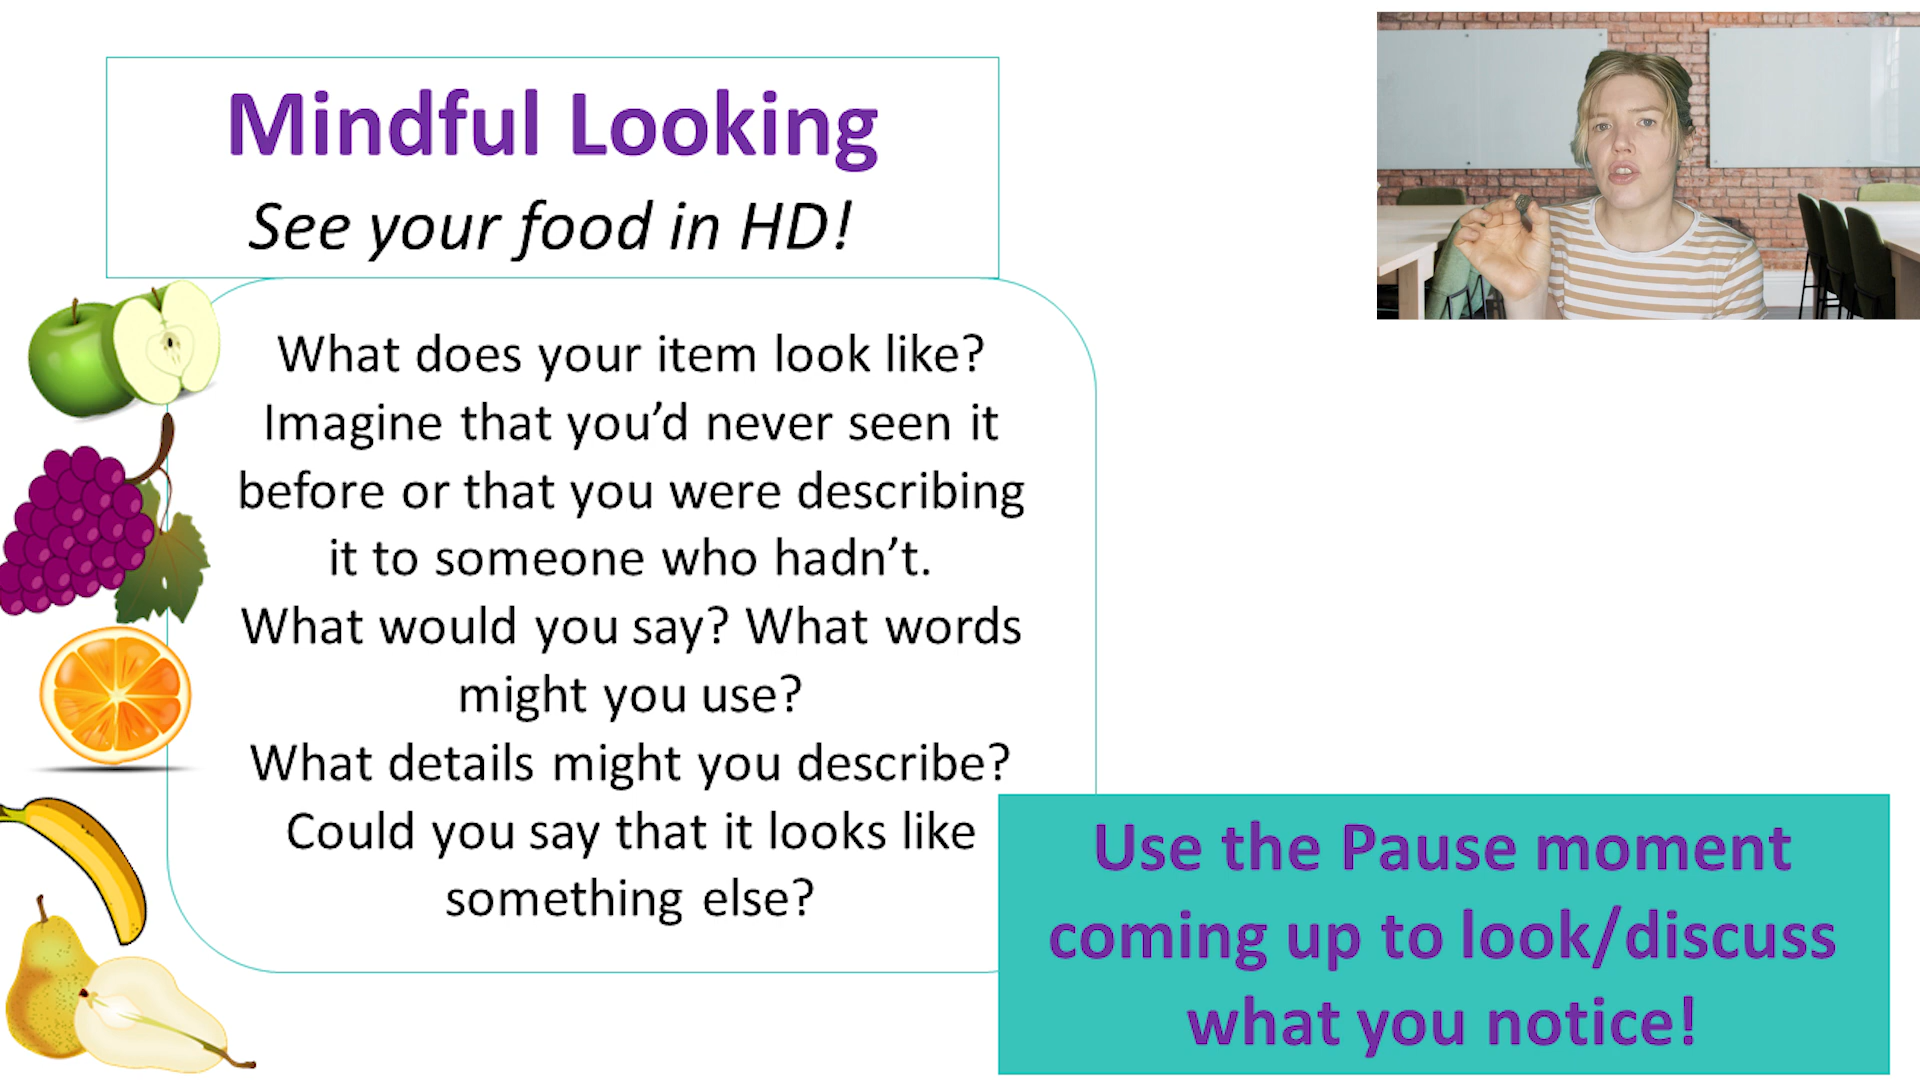 Mindful Looking
See your food in HD!
What does your item look like?
Imagine that you’d never seen it
before or that you were describing
it to someone who hadn’t.
What would you say? What words
might you use?
What details might you describe?
Could you say that it looks like
something else?
Use the Pause moment
coming up to look/discuss
what you notice!